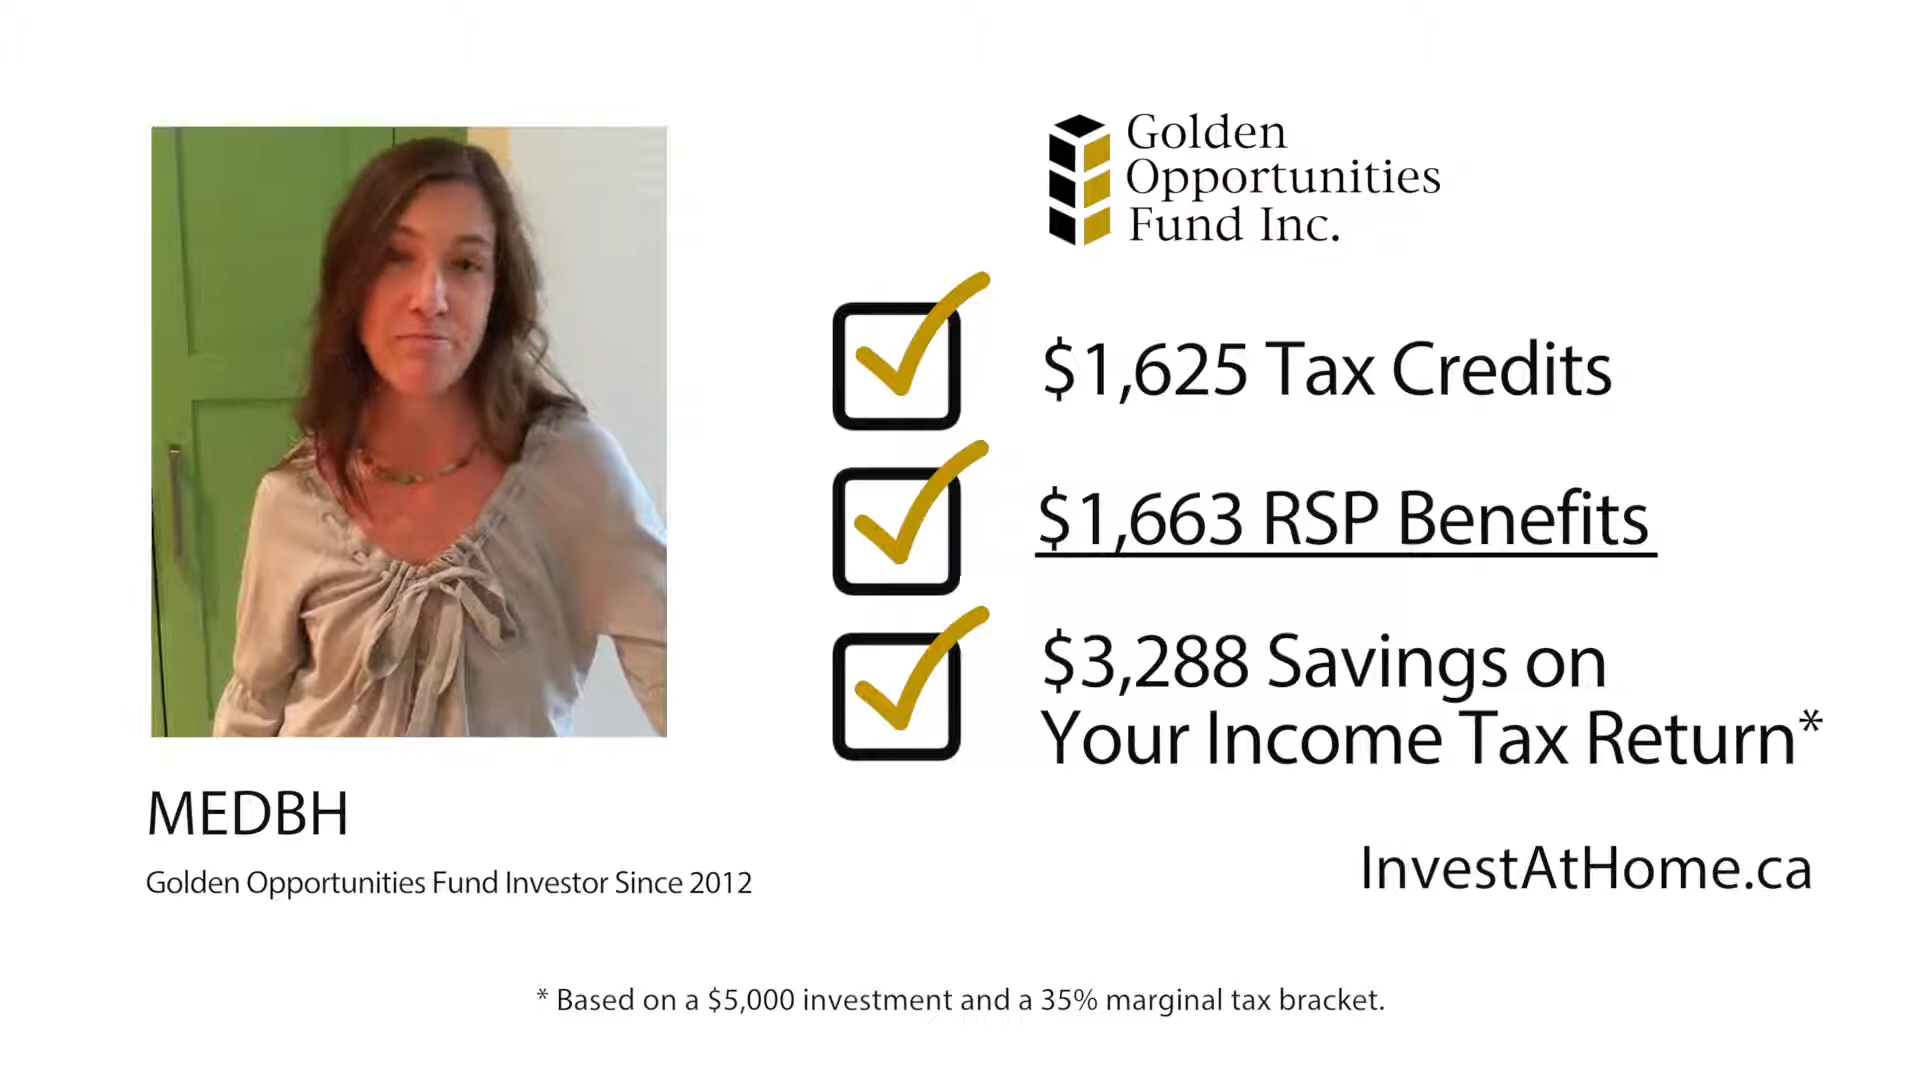 Golden
Opportunities
Fund Inc.
$1,625 Tax Credits
$1,663 RSP Benefits
$3,288 Savings on
Your Income Tax Return*
MEDBH
Golden Opportunities Fund Investor Since 2012
InvestAtHome.ca
* Based on a $5,000 investment and a 35% marginal tax bracket.